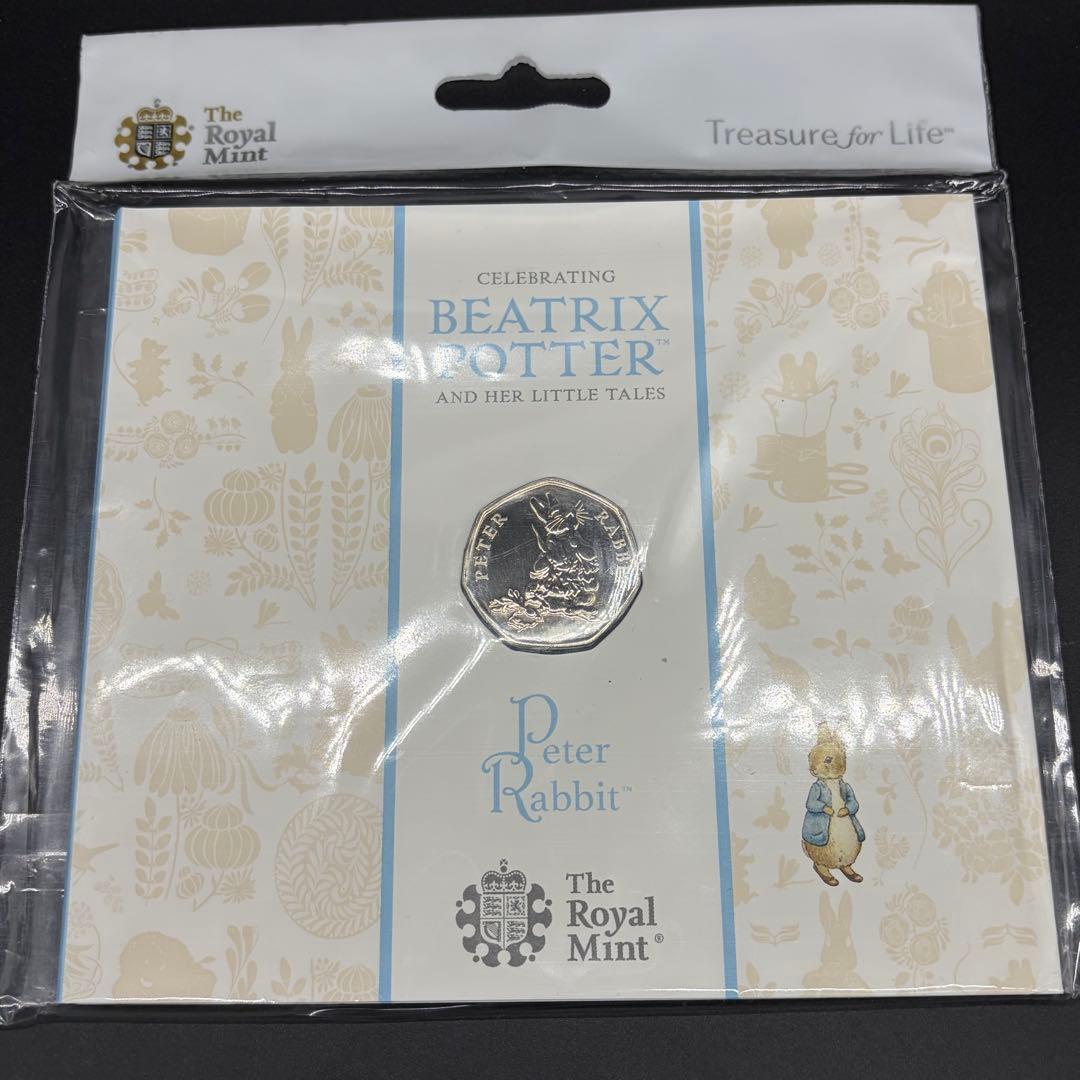 The
Royal
Mint
Treasure for Life™
CELEBRATING
BEATRIX
POTTER™
AND HER LITTLE TALES
PETER RABBI
Peter
Rabbit™
The
Royal
Mint®